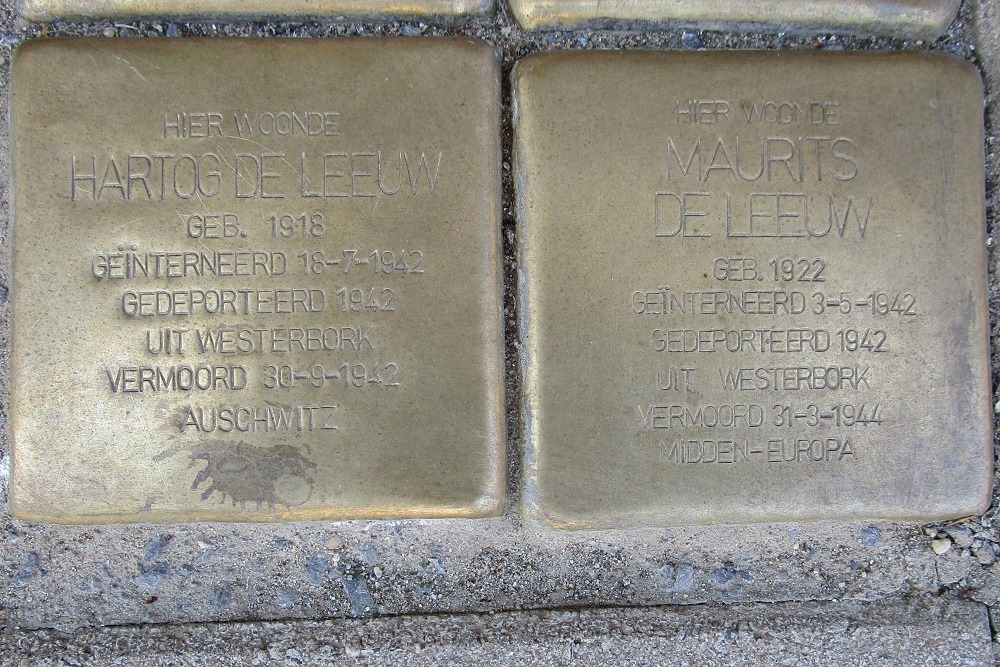 HIER WOONDE
HARTOG DE LEEUW
GEB. 1918
GEÏNTERNEERD 18-7-1942
GEDEPORTEERD 1942
UIT WESTERBORK
VERMOORD 30-9-1942
AUSCHWITZ
HIER WOONDE
MAURITS
DE LEEUW
GEB. 1922
GEÏNTERNEERD 3-5-1942
GEDEPORTEERD 1942
UIT WESTERBORK
VERMOORD 31-3-1944
MIDDEN-EUROPA